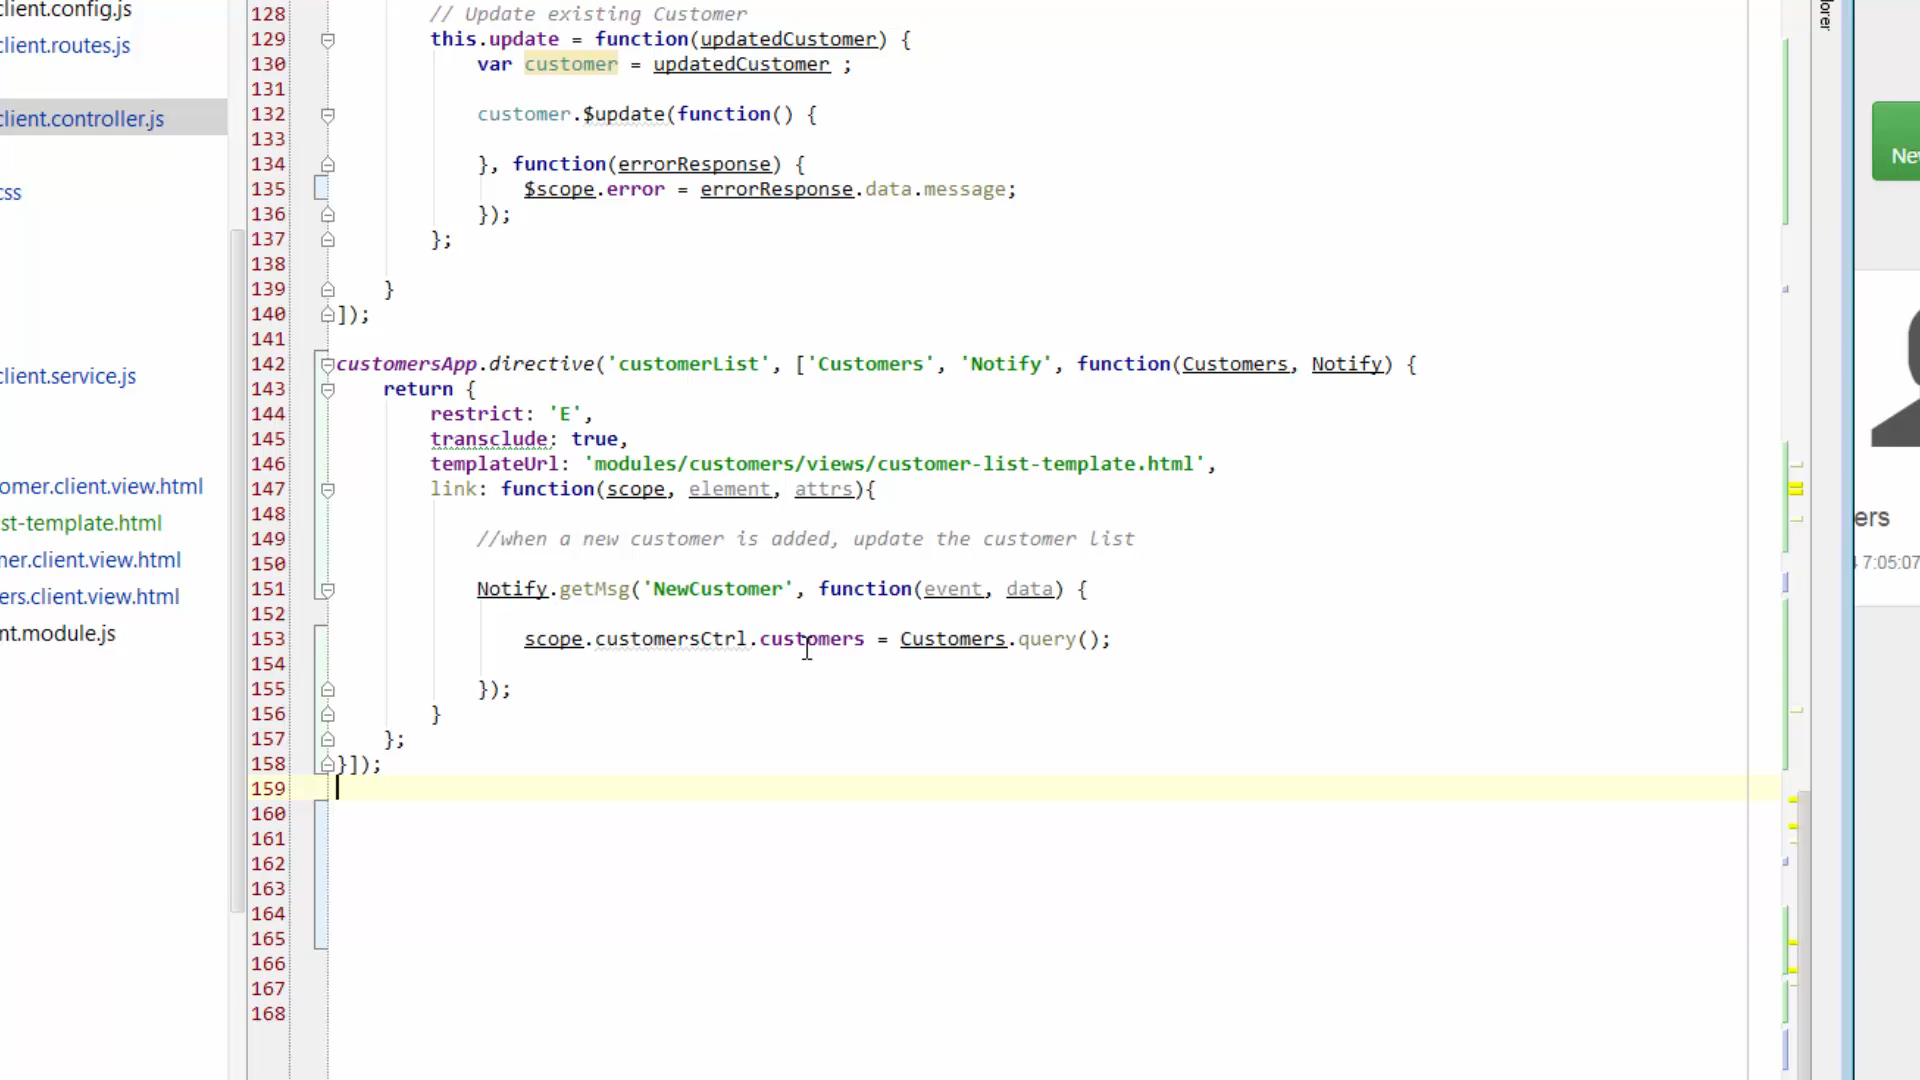 client.config.js
client.routes.js
client.controller.js
css
client.service.js
omer.client.view.html
st-template.html
mer.client.view.html
ers.client.view.html
nt.module.js
128 // Update existing Customer
129 this.update = function(updatedCustomer) {
130 var customer = updatedCustomer ;
131
132 customer.$update(function() {
133
134 }, function(errorResponse) {
135 $scope.error = errorResponse.data.message;
136 });
137 };
138
139 }
140 ]);
141
142 customersApp.directive('customerList', ['Customers', 'Notify', function(Customers, Notify) {
143 return {
144 restrict: 'E',
145 transclude: true,
146 templateUrl: 'modules/customers/views/customer-list-template.html',
147 link: function(scope, element, attrs){
148
149 //when a new customer is added, update the customer list
150
151 Notify.getMsg('NewCustomer', function(event, data) {
152
153 scope.customersCtrl.customers = Customers.query();
154
155 });
156 }
157 };
158 }]);
159
160
161
162
163
164
165
166
167
168
lorer
New
ers
7:05:07